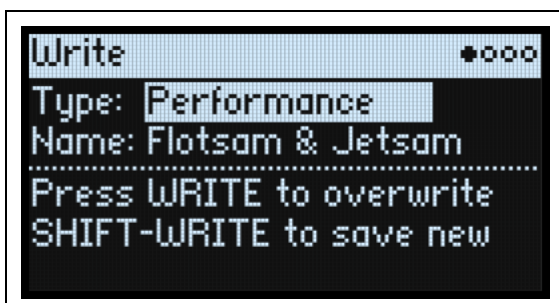 Write
Type: Performance
Name: Flotsam & Jetsam
Press WRITE to overwrite
SHIFT-WRITE to save new